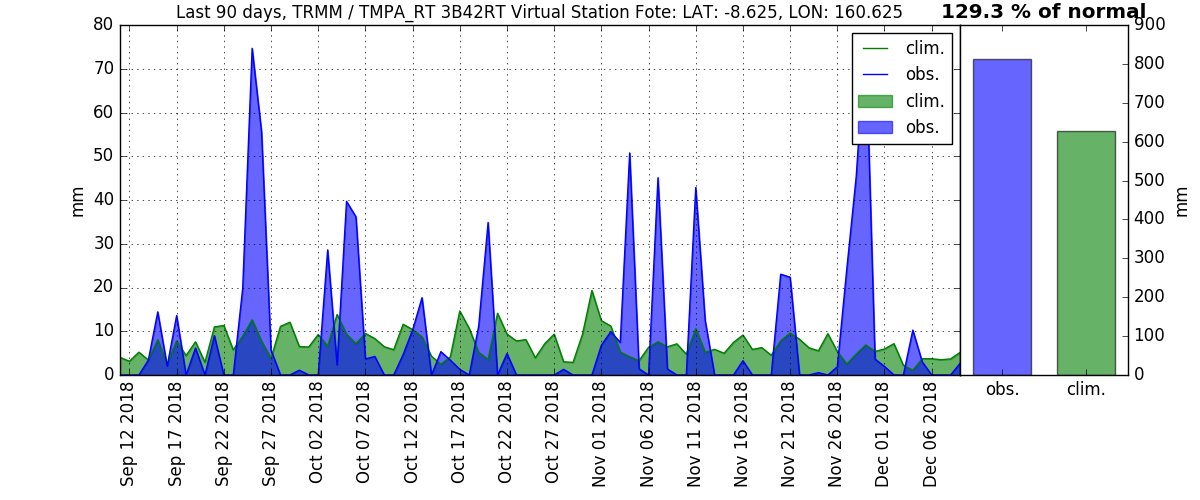 Last 90 days, TRMM / TMPA_RT 3B42RT Virtual Station Fote: LAT: -8.625, LON: 160.625
129.3 % of normal
80
70
60
50
40
30
20
10
0
mm
clim.
obs.
clim.
obs.
900
800
700
600
500
400
300
200
100
0
mm
Sep 12 2018
Sep 17 2018
Sep 22 2018
Sep 27 2018
Oct 02 2018
Oct 07 2018
Oct 12 2018
Oct 17 2018
Oct 22 2018
Oct 27 2018
Nov 01 2018
Nov 06 2018
Nov 11 2018
Nov 16 2018
Nov 21 2018
Nov 26 2018
Dec 01 2018
Dec 06 2018
obs.
clim.